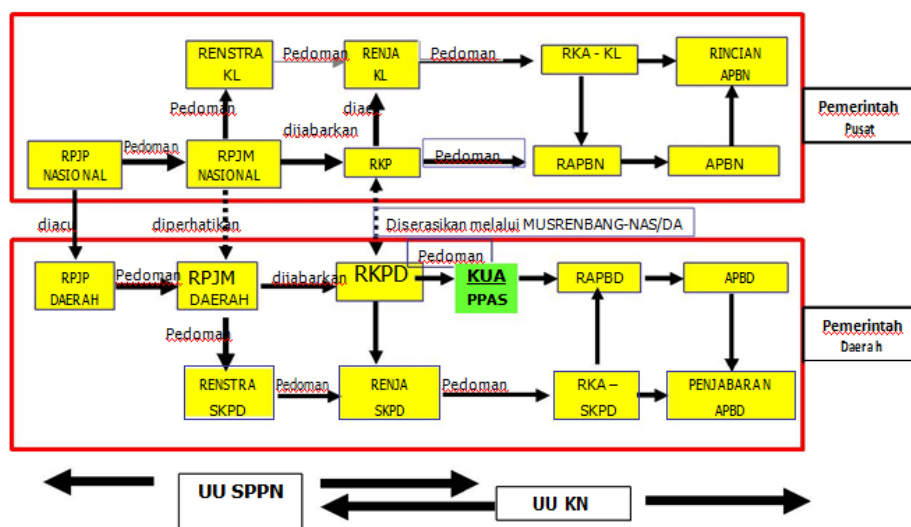 RENSTRA
KL
Pedoman
RENJA
KL
Pedoman
RKA - KL
RINCIAN
APBN
Pedoman
diacu
Pemerintah
Pusat
RPJP
NASIONAL
Pedoman
RPJM
NASIONAL
dijabarkan
RKP
Pedoman
RAPBN
APBN
diacu
diperhatikan
Diserasikan melalui MUSRENBANG-NAS/DA
Pedoman
RPJP
DAERAH
Pedoman
RPJM
DAERAH
dijabarkan
RKPD
KUA
PPAS
RAPBD
APBD
Pemerintah
Daerah
Pedoman
RENSTRA
SKPD
Pedoman
RENJA
SKPD
Pedoman
RKA –
SKPD
PENJABARAN
APBD
UU SPPN
UU KN